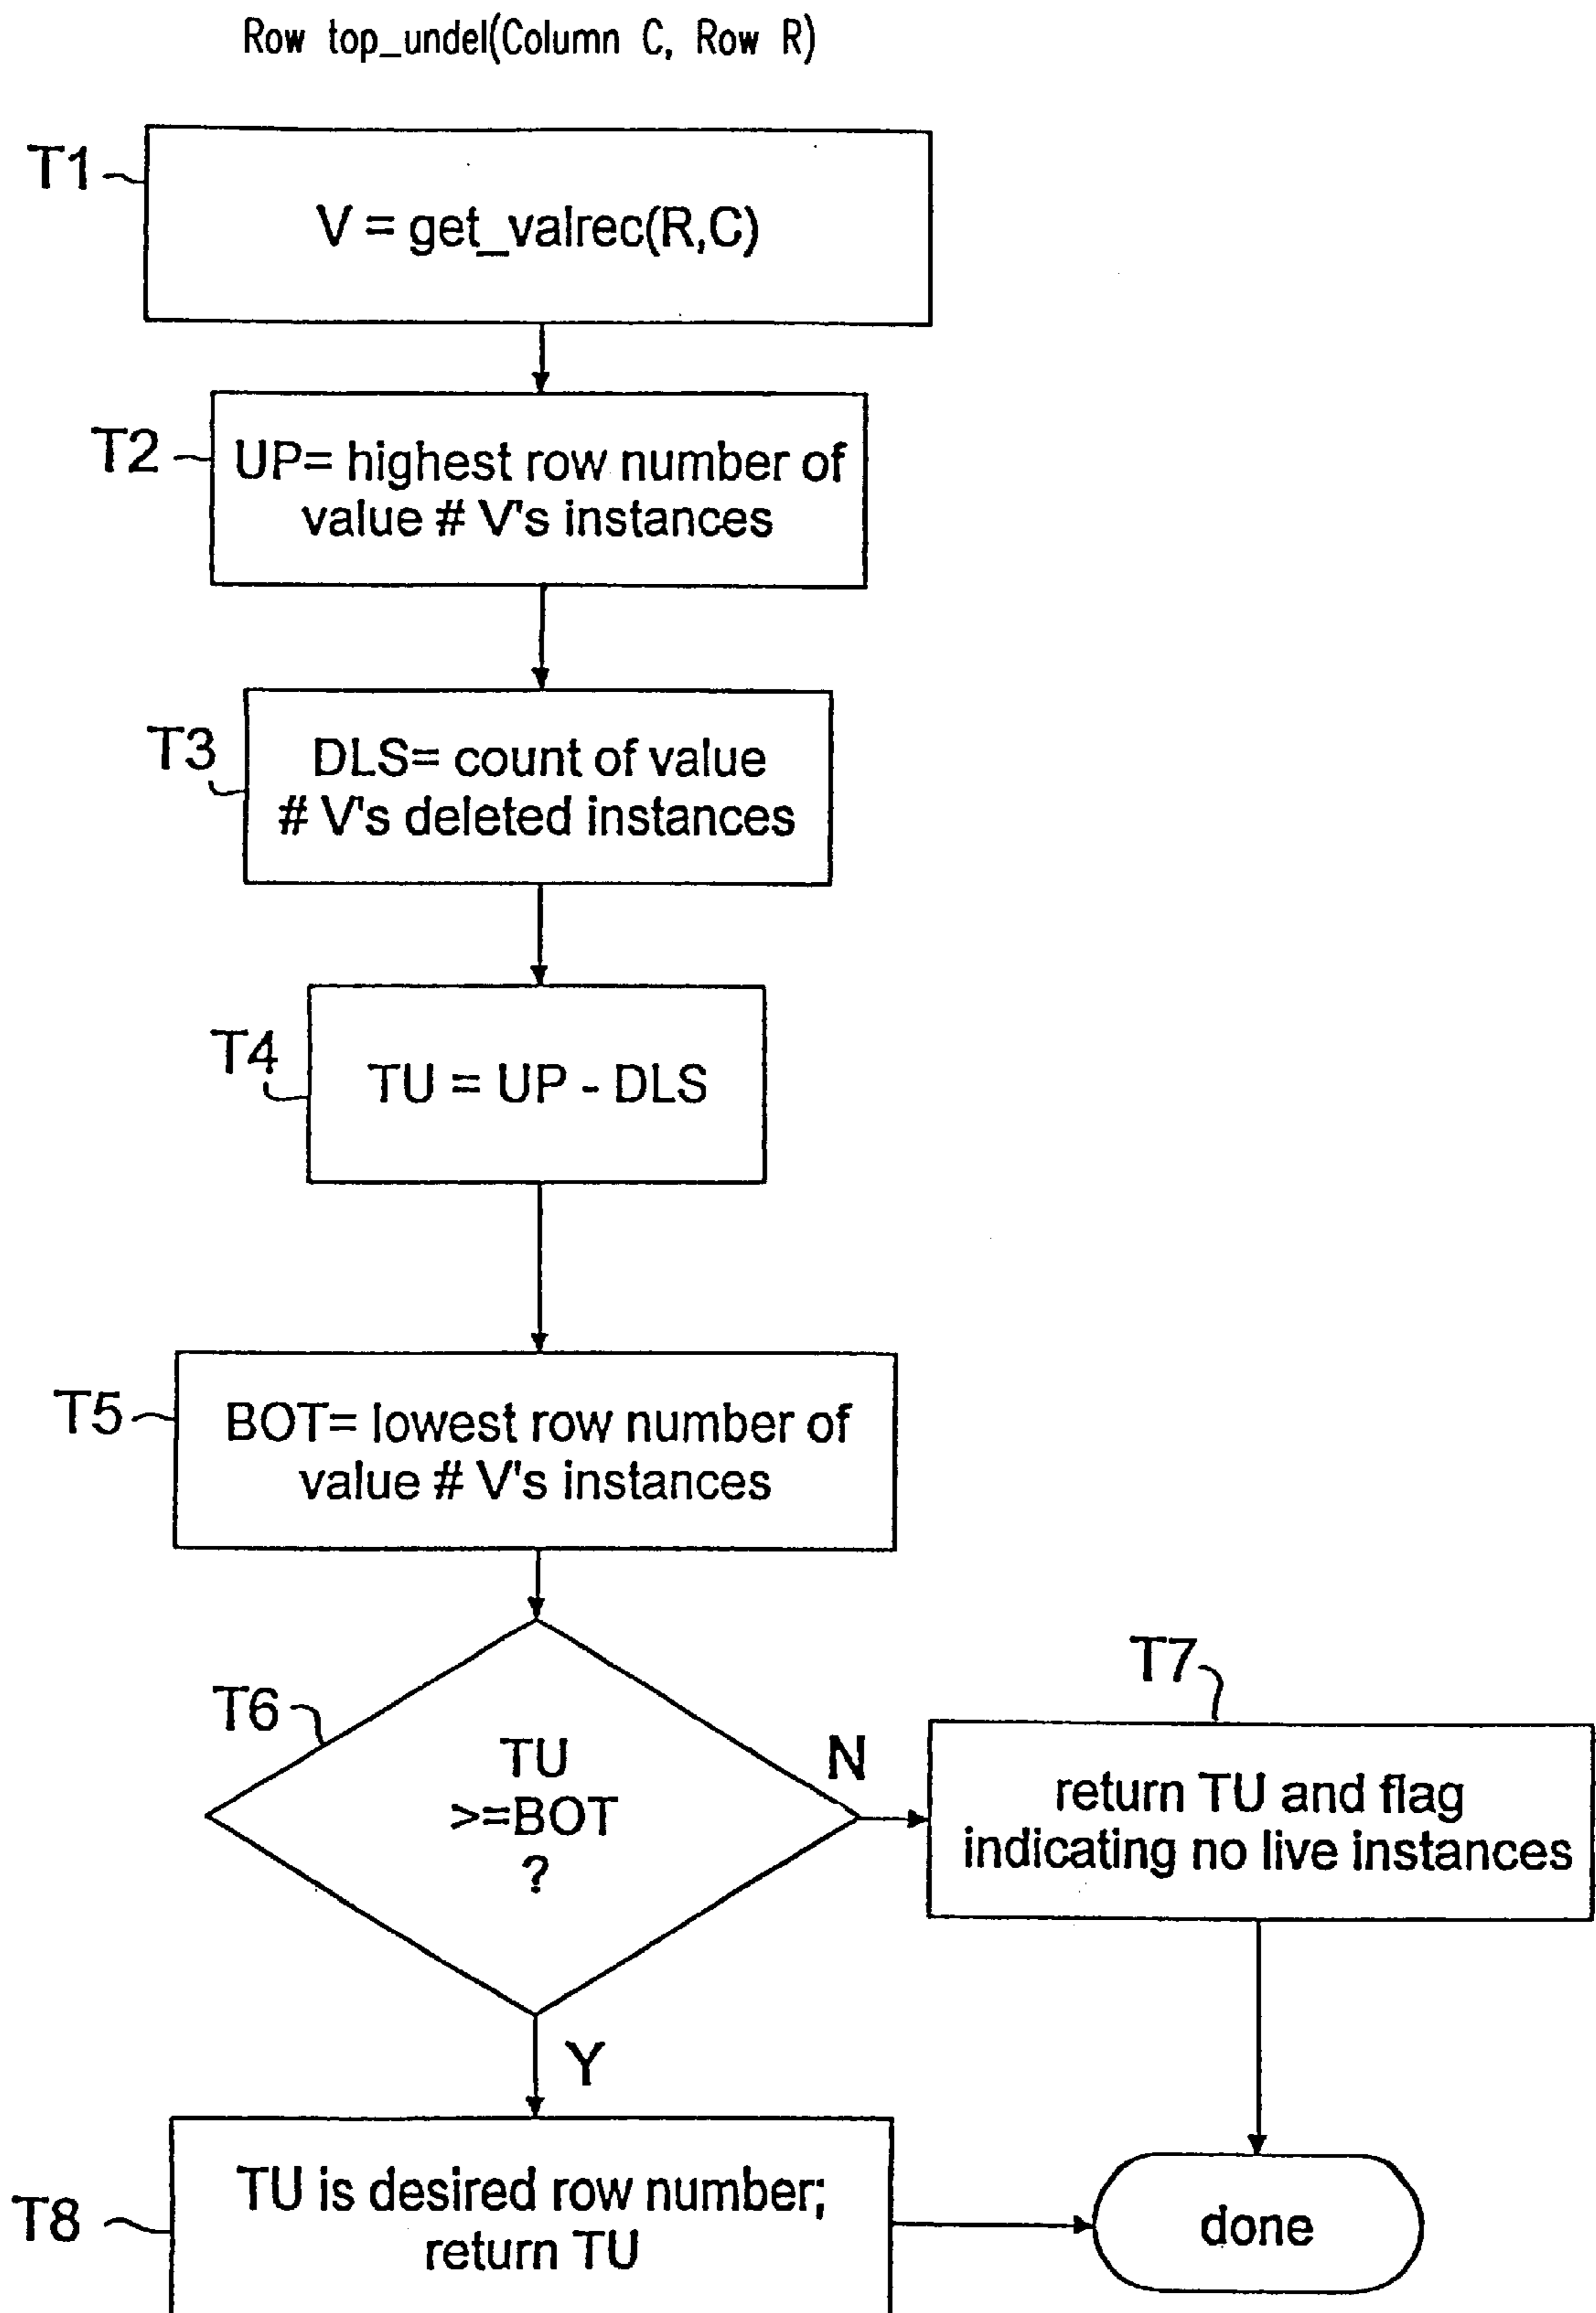 Row top_undel(Column C, Row R)
T1
V = get_valrec(R,C)
T2
UP= highest row number of
value # V's instances
T3
DLS= count of value
# V's deleted instances
T4
TU = UP - DLS
T5
BOT= lowest row number of
value # V's instances
T6
TU
>=BOT
?
N
T7
return TU and flag
indicating no live instances
Y
T8
TU is desired row number;
return TU
done